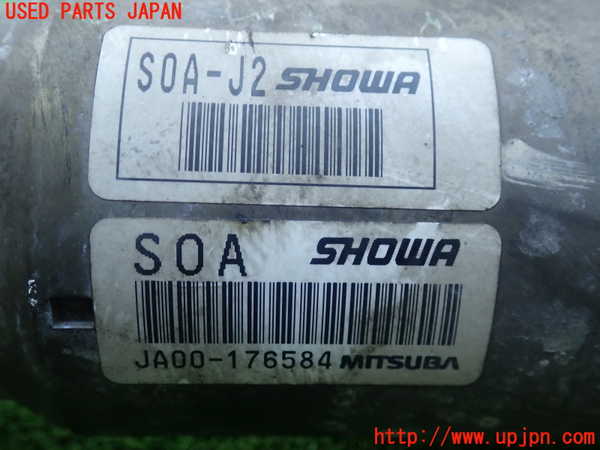 USED PARTS JAPAN
S0A-J2 SHOWA
S0A SHOWA
JA00-176584 MITSUBA
http://www.upjpn.com/